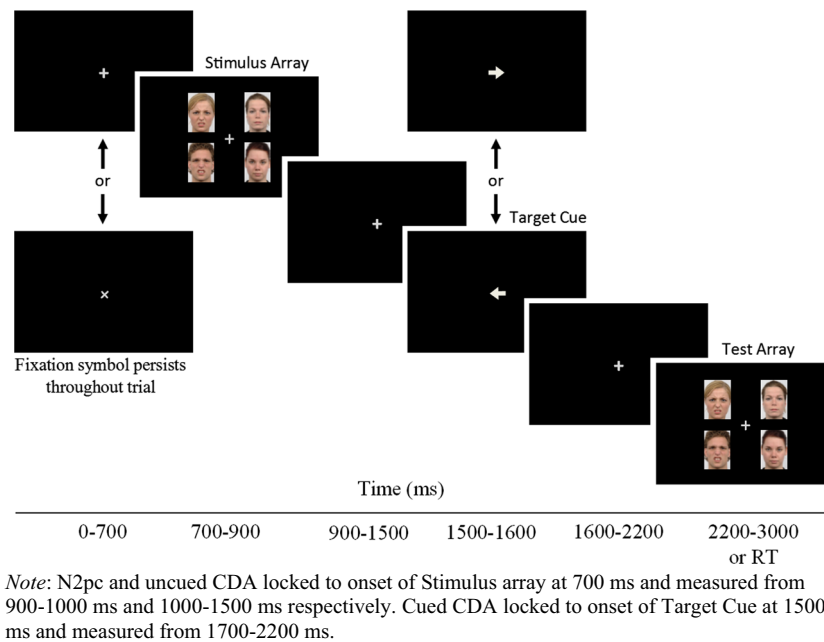 Stimulus Array
or
or
Target Cue
Fixation symbol persists
throughout trial
Test Array
Time (ms)
0-700 700-900 900-1500 1500-1600 1600-2200 2200-3000
or RT
Note: N2pc and uncued CDA locked to onset of Stimulus array at 700 ms and measured from
900-1000 ms and 1000-1500 ms respectively. Cued CDA locked to onset of Target Cue at 1500
ms and measured from 1700-2200 ms.